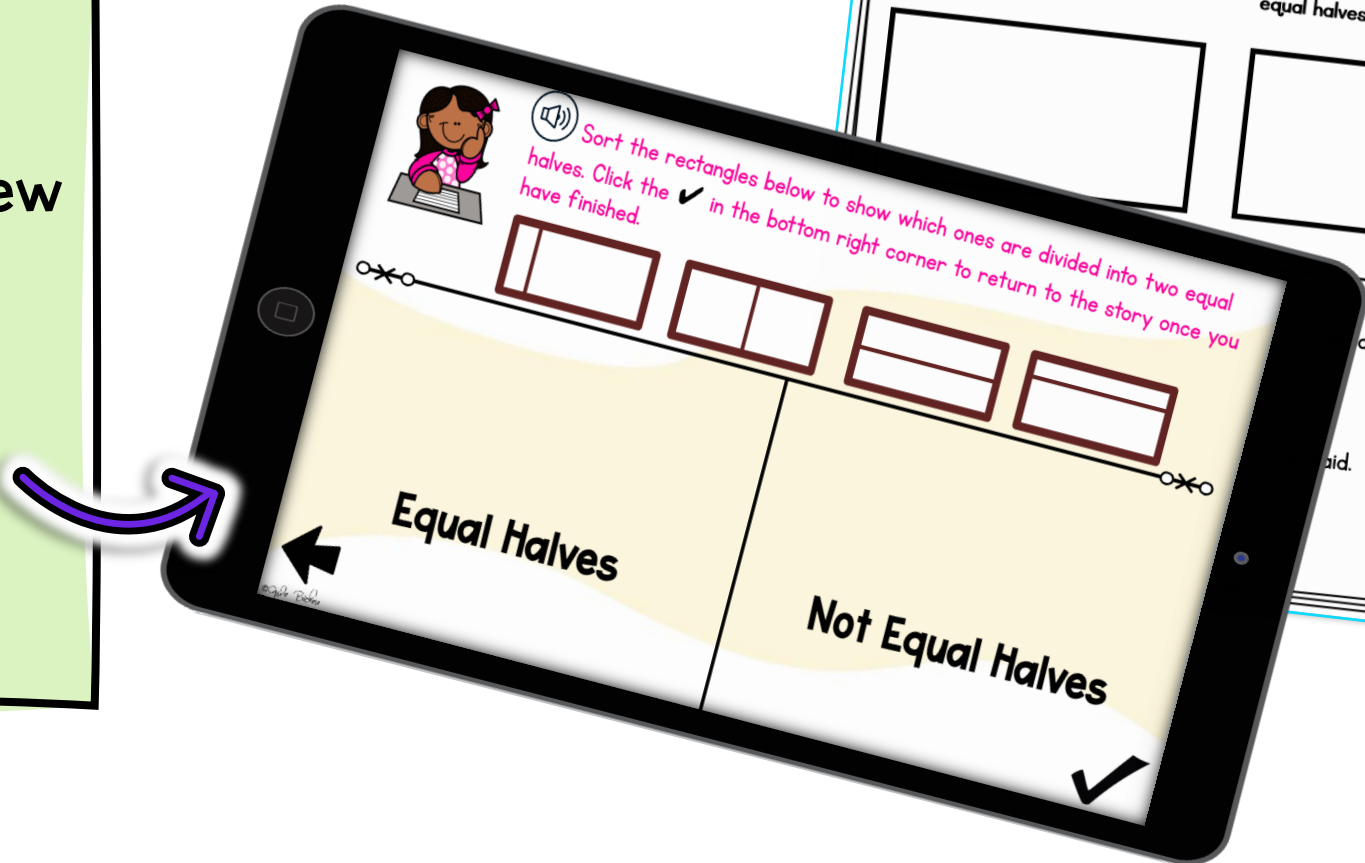 ew
equal halves
Sort the rectangles below to show which ones are divided into two equal
halves. Click the ✔ in the bottom right corner to return to the story once you
have finished.
aid.
Equal Halves
Not Equal Halves